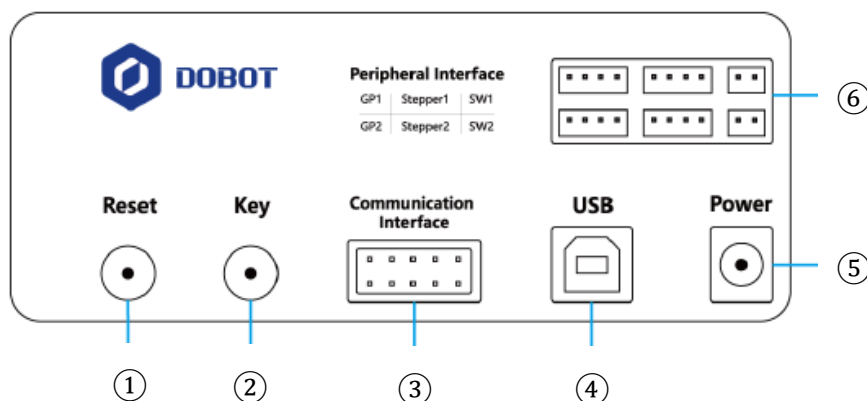 DOBOT
Peripheral Interface
GP1 Stepper1 SW1
GP2 Stepper2 SW2
⑥
Reset
Key
Communication
Interface
USB
Power
⑤
①
②
③
④